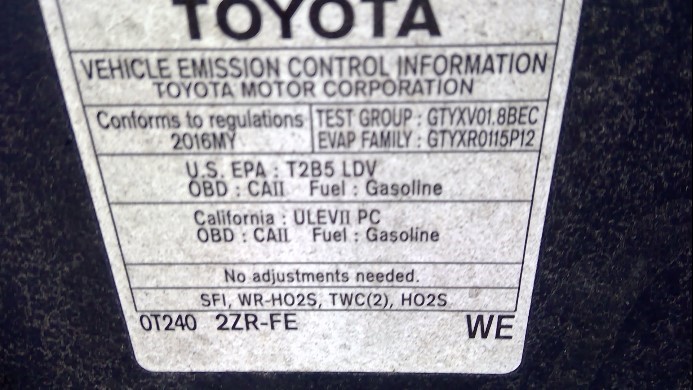 TOYOTA
VEHICLE EMISSION CONTROL INFORMATION
TOYOTA MOTOR CORPORATION
Conforms to regulations
2016MY
TEST GROUP : GTYXV01.8BEC
EVAP FAMILY : GTYXR0115P12
U.S. EPA : T2B5 LDV
OBD : CAII Fuel : Gasoline
California : ULEVII PC
OBD : CAII Fuel : Gasoline
No adjustments needed.
SFI, WR-HO2S, TWC(2), HO2S
0T240 2ZR-FE WE